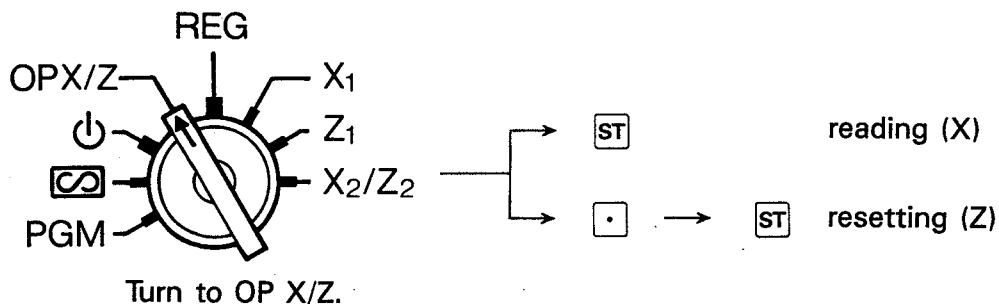 REG
OPX/Z
X1
Z1
X2/Z2
PGM
ST reading (X)
· ST resetting (Z)
Turn to OP X/Z.